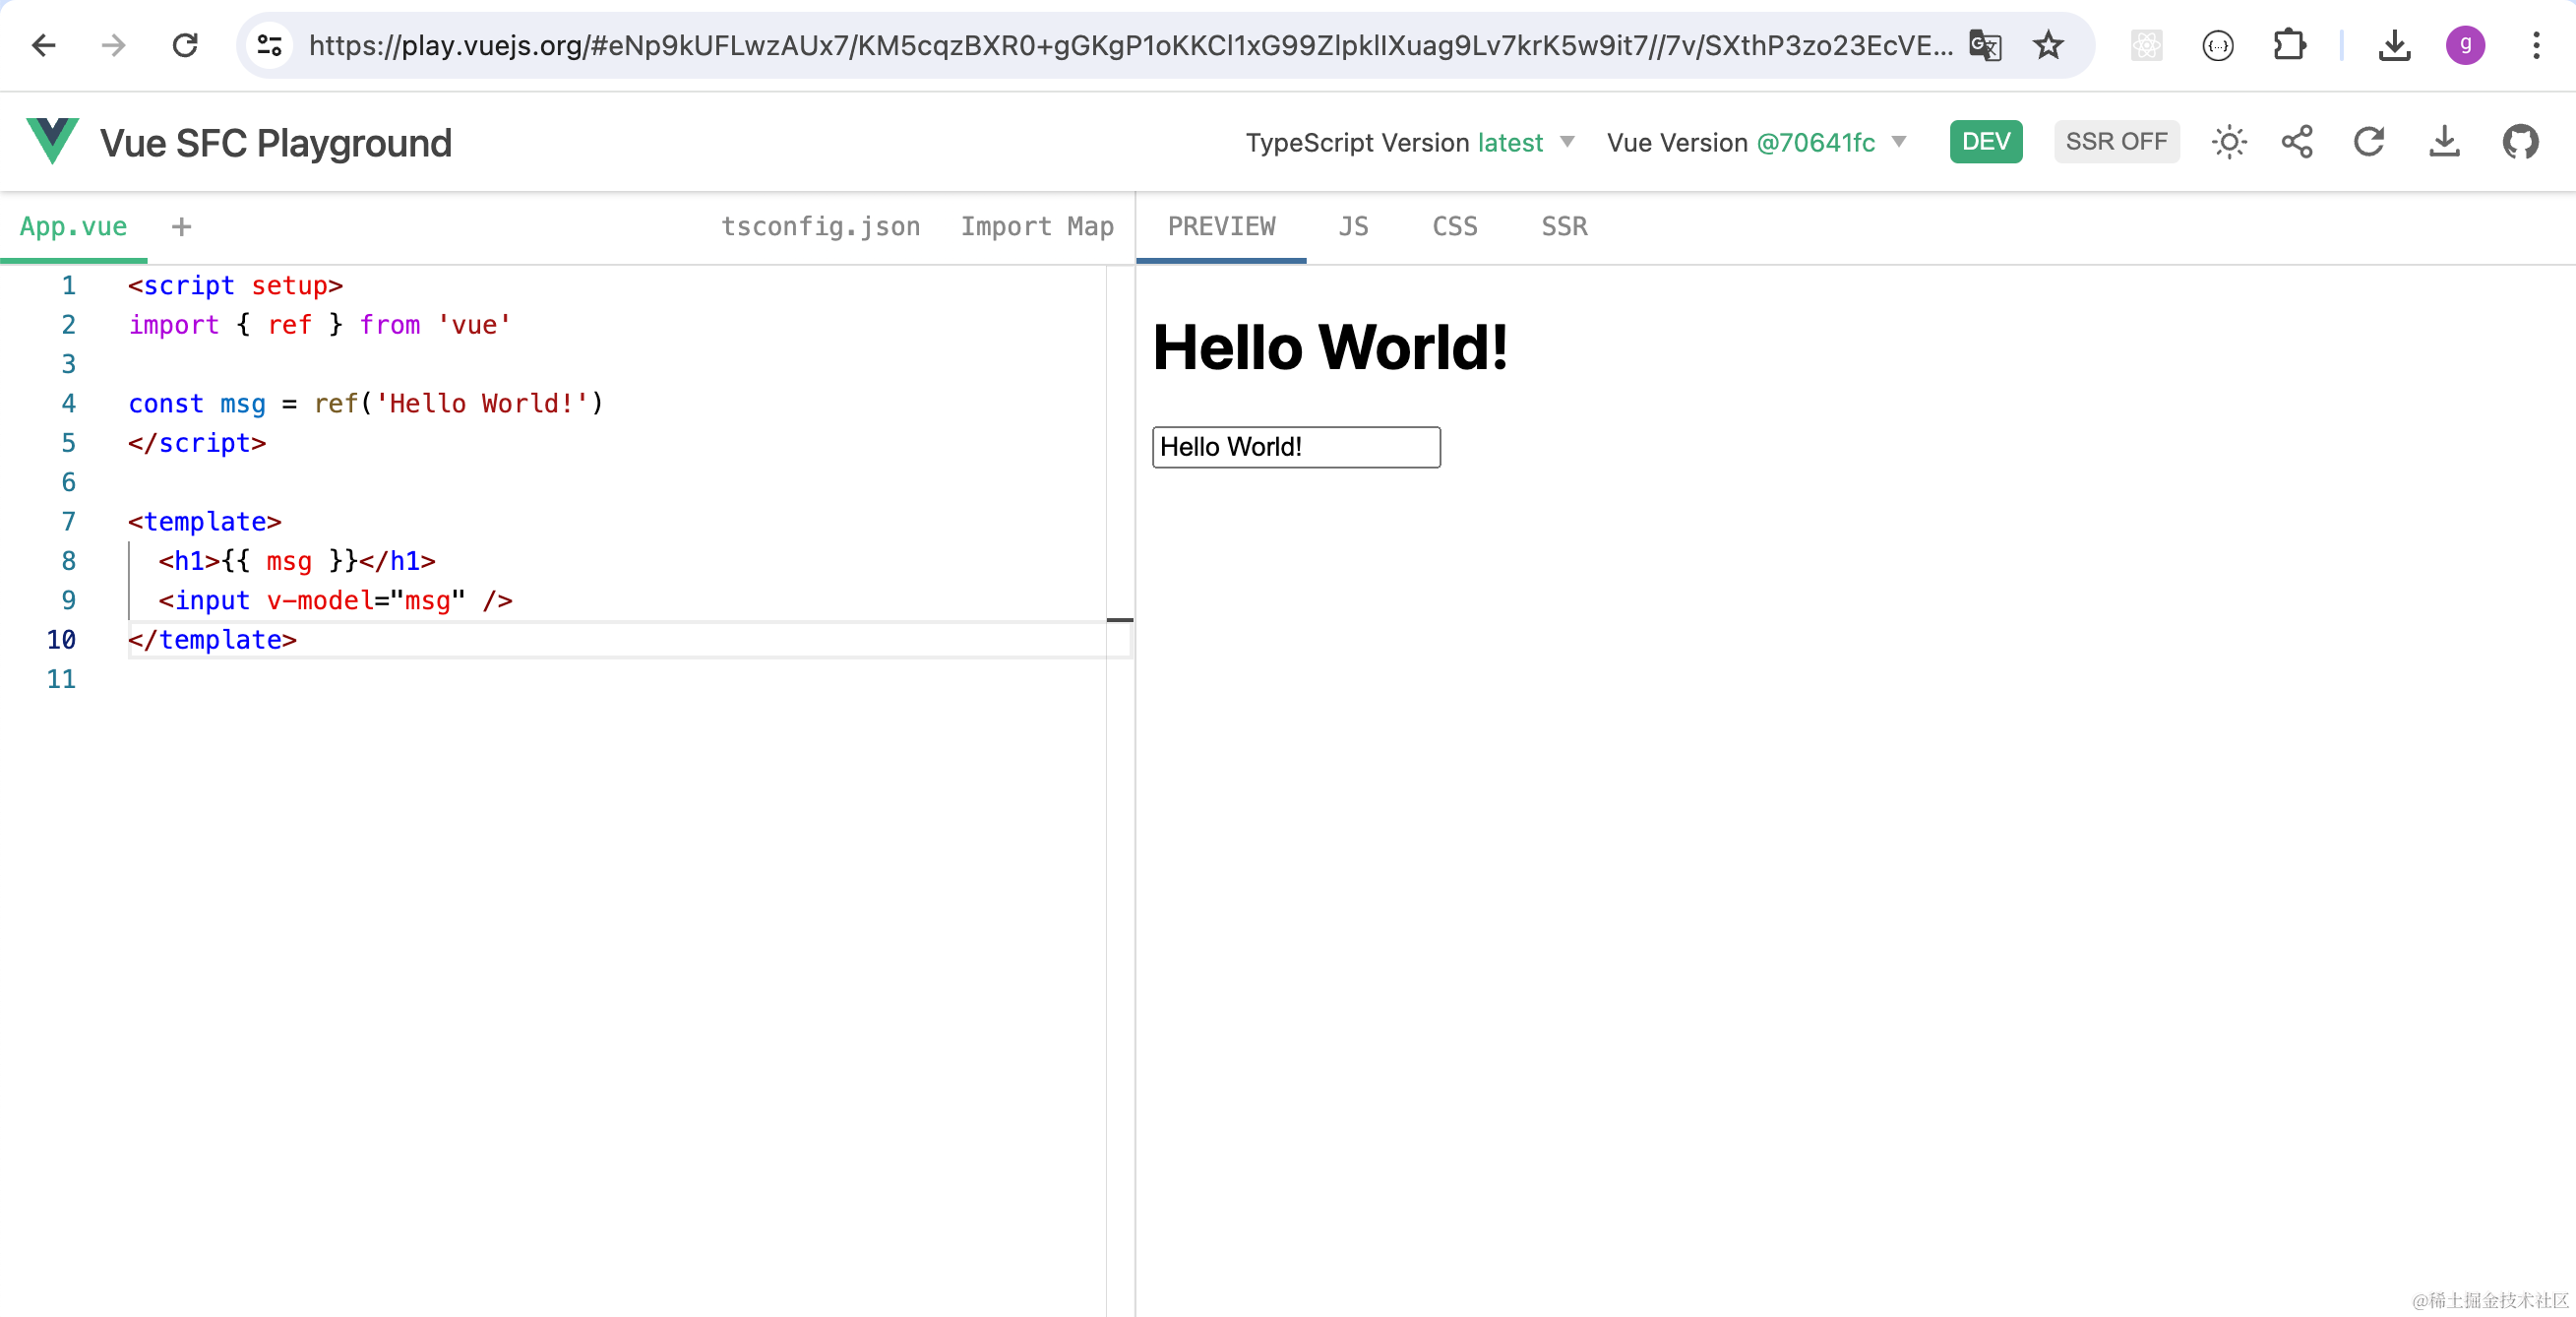 https://play.vuejs.org/#eNp9kUFLwzAUx7/KM5cqzBXR0+gGKgP1oKKCl1xG99ZlpklIXuag9Lv7krK5w9it7//7v/SXthP3zo23EcVE... g
Vue SFC Playground
TypeScript Version latest Vue Version @70641fc DEV SSR OFF
App.vue + tsconfig.json Import Map
PREVIEW JS CSS SSR
1 <script setup>
2 import { ref } from 'vue'
3
4 const msg = ref('Hello World!')
5 </script>
6
7 <template>
8 <h1>{{ msg }}</h1>
9 <input v-model="msg" />
10 </template>
11
Hello World!
Hello World!
@稀土掘金技术社区